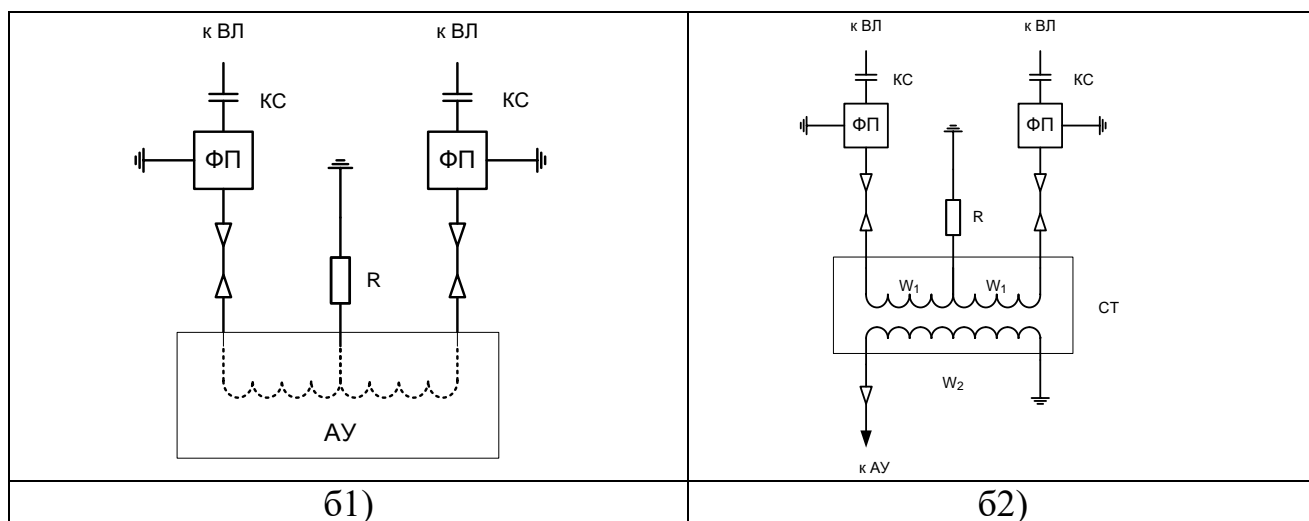 к ВЛ к ВЛ
КС КС
ФП ФП
R
АУ
б1)
к ВЛ к ВЛ
КС КС
ФП ФП
R
W1 W1
СТ
W2
к АУ
б2)